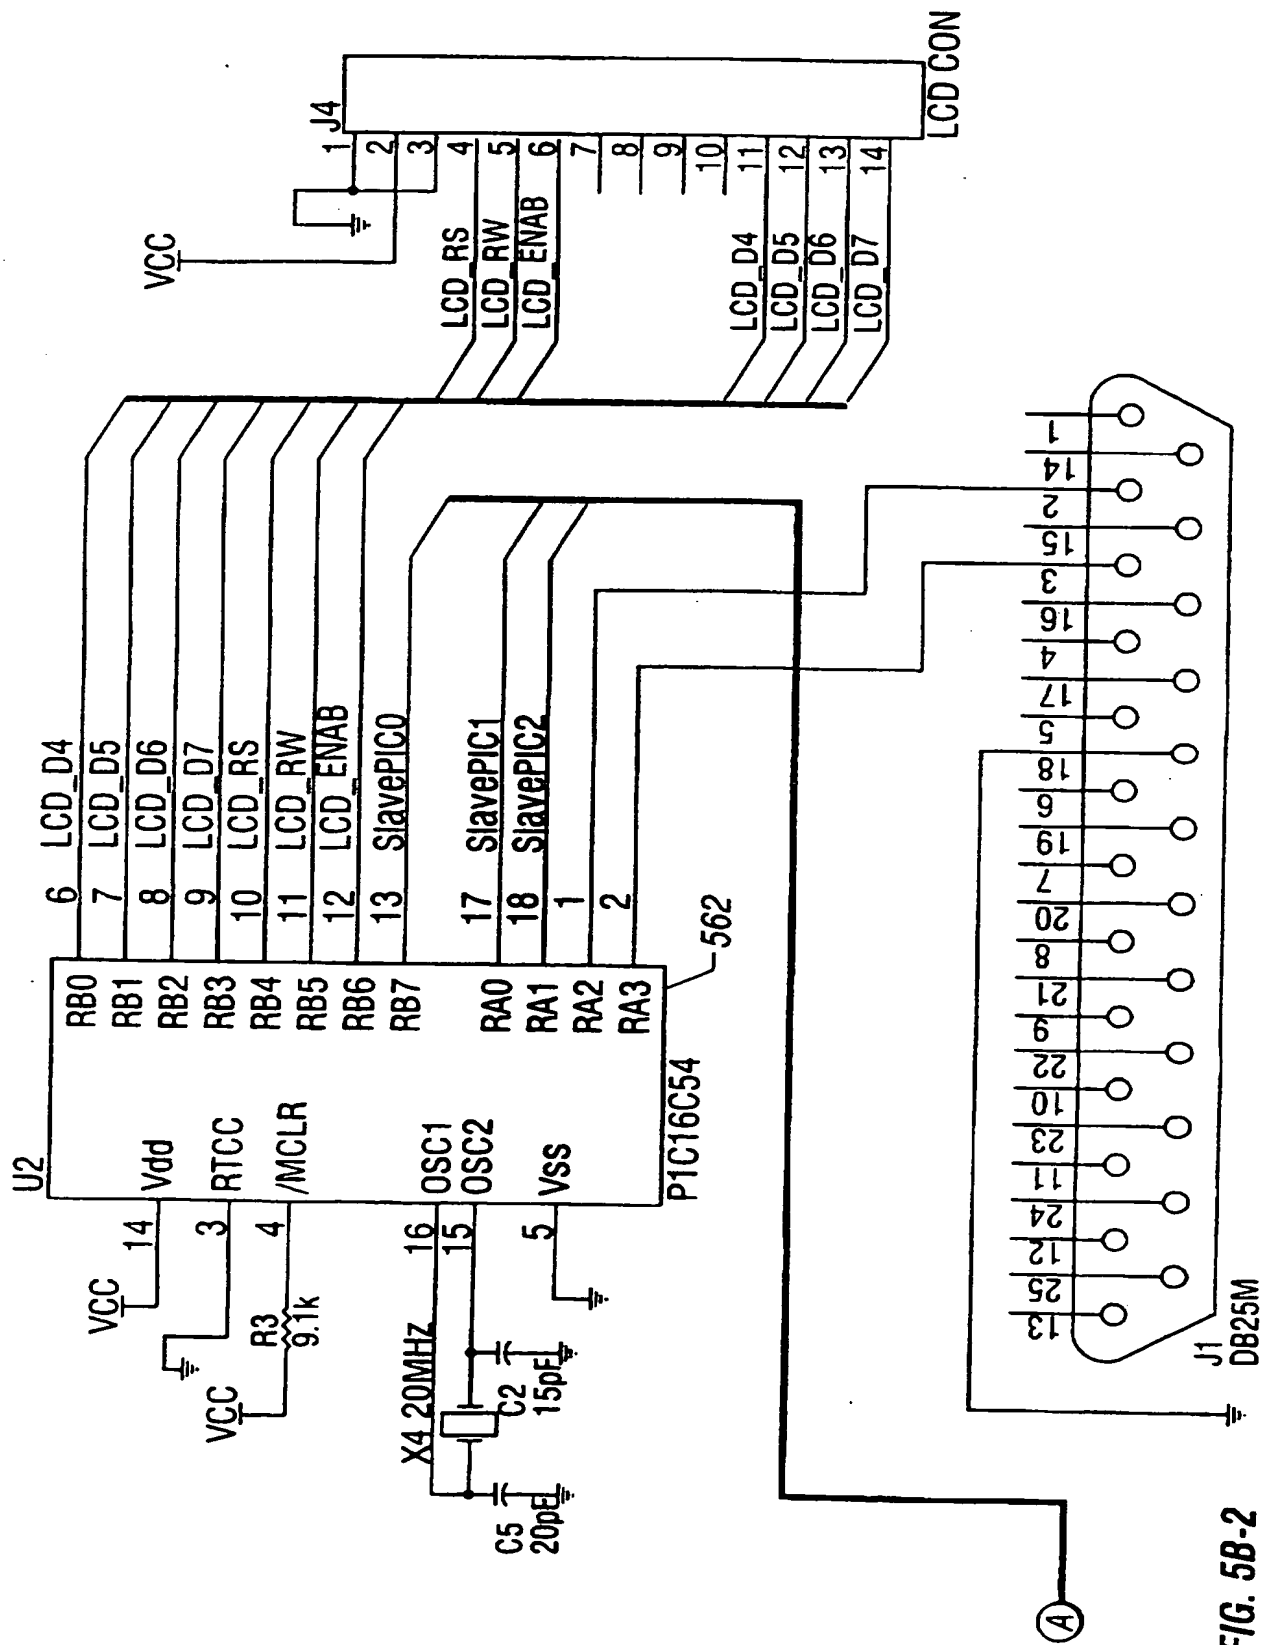 U2
VCC
14
Vdd
3
RTCC
VCC
R3
9.1k
4
/MCLR
X4 20MHz
16
OSC1
15
OSC2
C2
15pF
C5
20pF
5
Vss
P1C16C54
562
RB0
6
LCD_D4
RB1
7
LCD_D5
RB2
8
LCD_D6
RB3
9
LCD_D7
RB4
10
LCD_RS
RB5
11
LCD_RW
RB6
12
LCD_ENAB
RB7
13
SlavePIC0
RA0
17
SlavePIC1
RA1
18
SlavePIC2
RA2
1
RA3
2
VCC
J4
1
2
3
LCD_RS
4
LCD_RW
5
LCD_ENAB
6
7
8
9
10
LCD_D4
11
LCD_D5
12
LCD_D6
13
LCD_D7
14
LCD CON
13
25
12
24
11
23
10
22
9
21
8
20
7
19
6
18
5
17
4
16
3
15
2
14
1
J1
DB25M
A
FIG. 5B-2